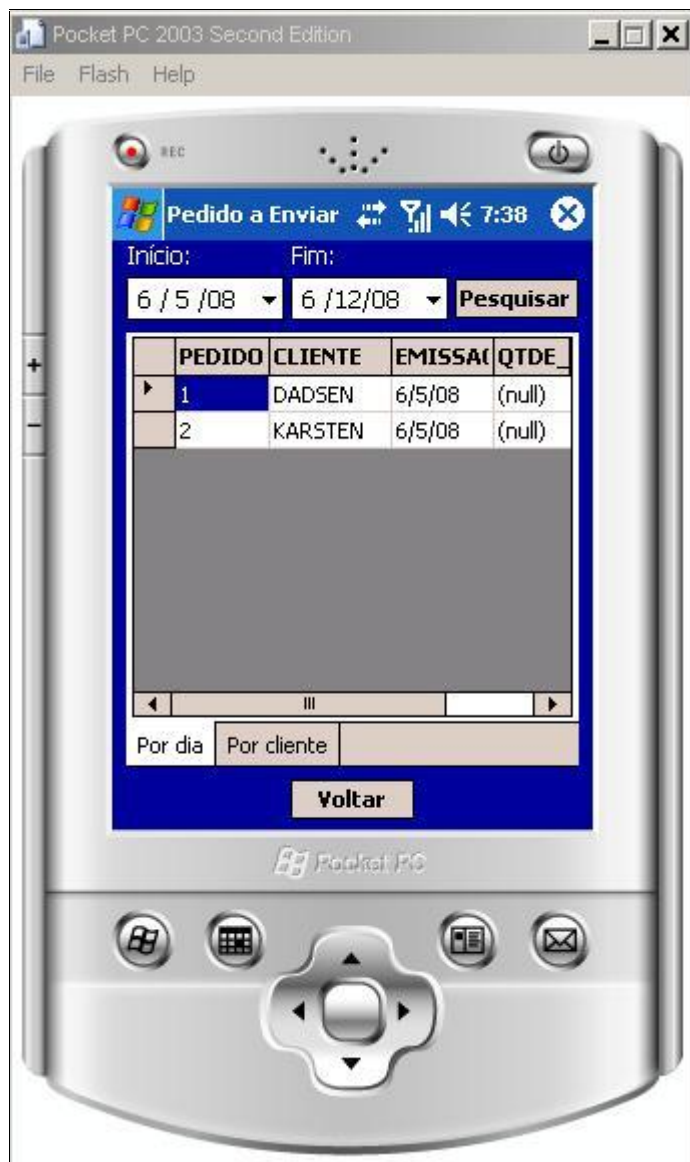 Pocket PC 2003 Second Edition
File Flash Help
REC
Pedido a Enviar 7:38
Início: Fim:
6 / 5 /08 6 /12/08 Pesquisar
PEDIDO CLIENTE EMISSA( QTDE_
1 DADSEN 6/5/08 (null)
2 KARSTEN 6/5/08 (null)
Por dia Por cliente
Voltar
Pocket PC